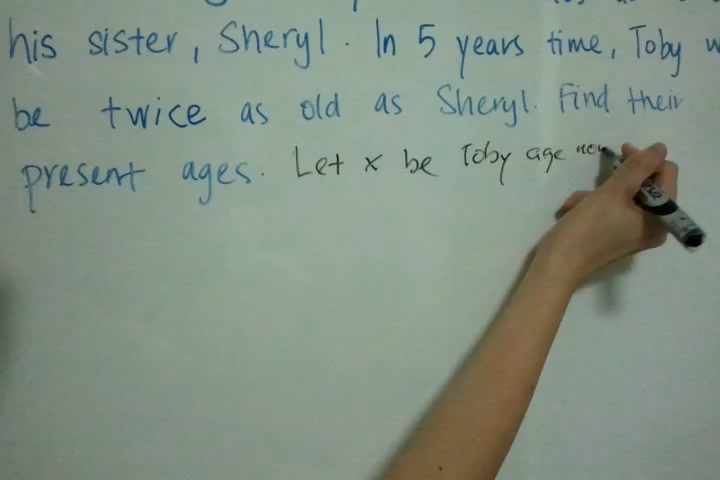 his sister, Sheryl. In 5 years time, Toby
be twice as old as Sheryl. Find their
present ages. Let x be Toby age now